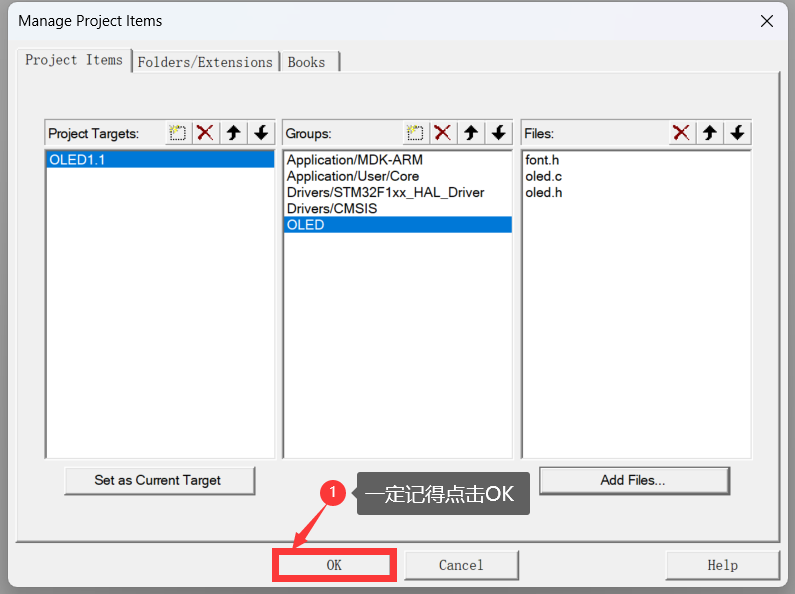 Manage Project Items
Project Items Folders/Extensions Books
Project Targets:
OLED1.1
Groups:
Application/MDK-ARM
Application/User/Core
Drivers/STM32F1xx_HAL_Driver
Drivers/CMSIS
OLED
Files:
font.h
oled.c
oled.h
Set as Current Target
1 一定记得点击OK
Add Files...
OK Cancel Help